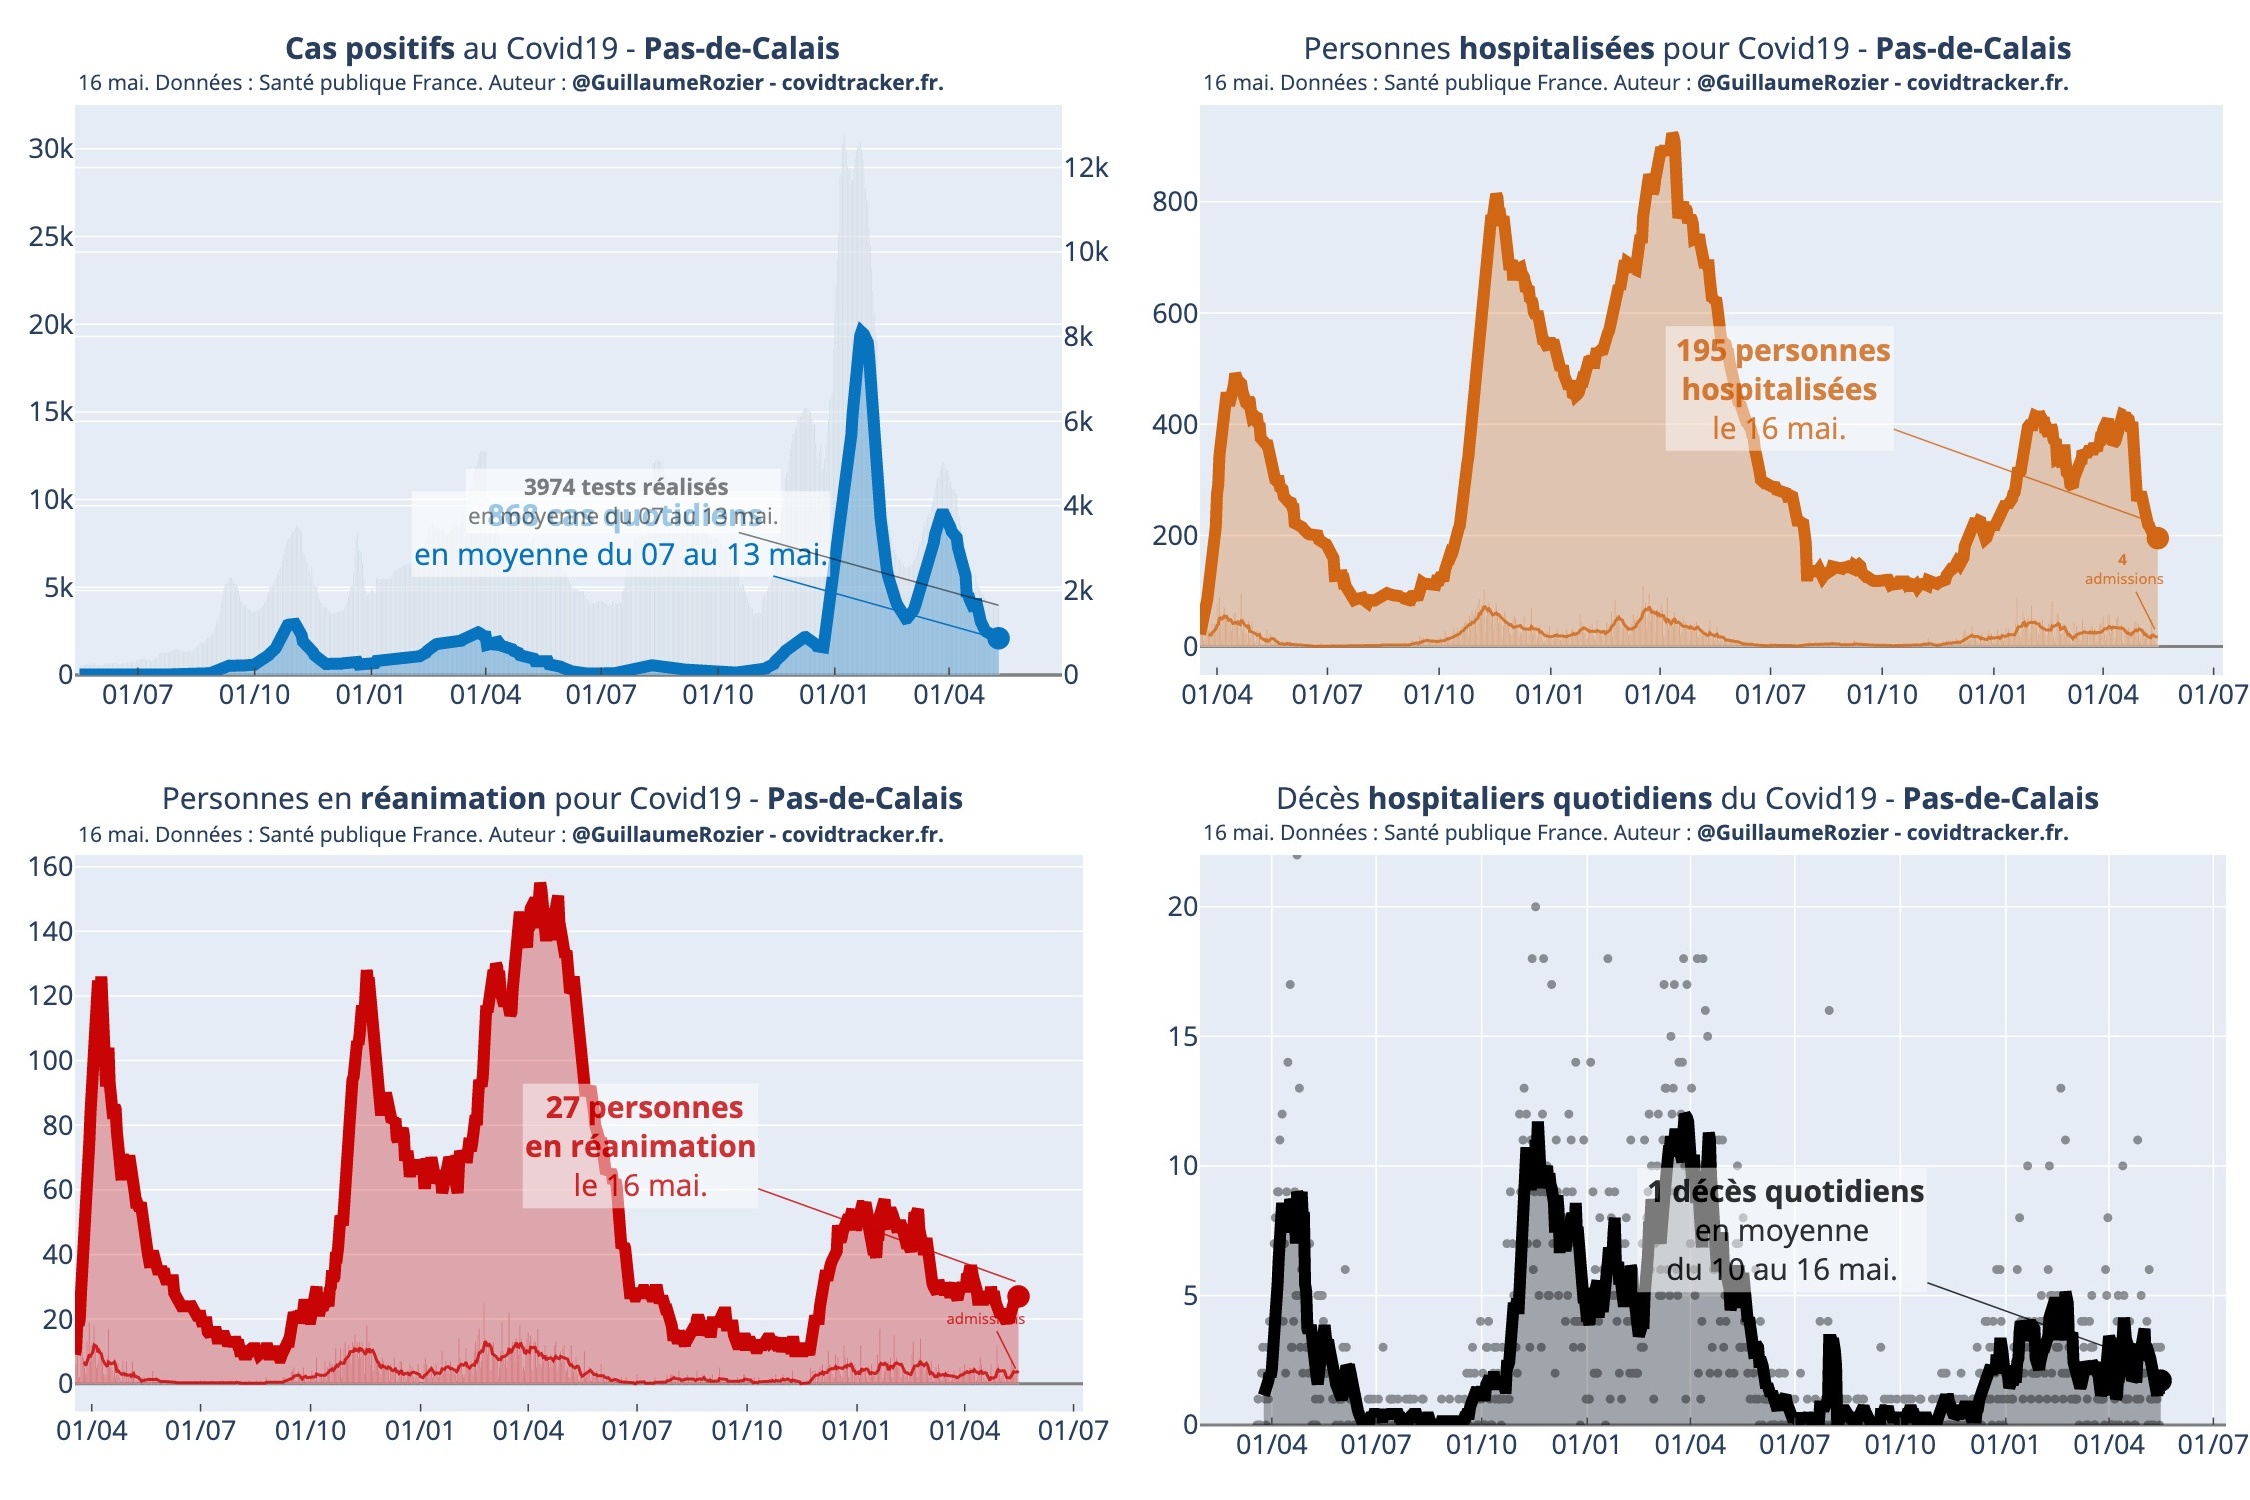 Cas positifs au Covid19 - Pas-de-Calais
16 mai. Données : Santé publique France. Auteur : @GuillaumeRozier - covidtracker.fr.
30k
25k
20k
15k
10k
5k
0
12k
10k
8k
6k
4k
2k
0
3974 tests réalisés
en moyenne du 07 au 13 mai.
868 cas quotidiens
en moyenne du 07 au 13 mai.
01/07 01/10 01/01 01/04 01/07 01/10 01/01 01/04
Personnes hospitalisées pour Covid19 - Pas-de-Calais
16 mai. Données : Santé publique France. Auteur : @GuillaumeRozier - covidtracker.fr.
800
600
400
200
0
195 personnes
hospitalisées
le 16 mai.
4
admissions
01/04 01/07 01/10 01/01 01/04 01/07 01/10 01/01 01/04 01/07
Personnes en réanimation pour Covid19 - Pas-de-Calais
16 mai. Données : Santé publique France. Auteur : @GuillaumeRozier - covidtracker.fr.
160
140
120
100
80
60
40
20
0
27 personnes
en réanimation
le 16 mai.
admissions
01/04 01/07 01/10 01/01 01/04 01/07 01/10 01/01 01/04 01/07
Décès hospitaliers quotidiens du Covid19 - Pas-de-Calais
16 mai. Données : Santé publique France. Auteur : @GuillaumeRozier - covidtracker.fr.
20
15
10
5
0
1 décès quotidiens
en moyenne
du 10 au 16 mai.
01/04 01/07 01/10 01/01 01/04 01/07 01/10 01/01 01/04 01/07